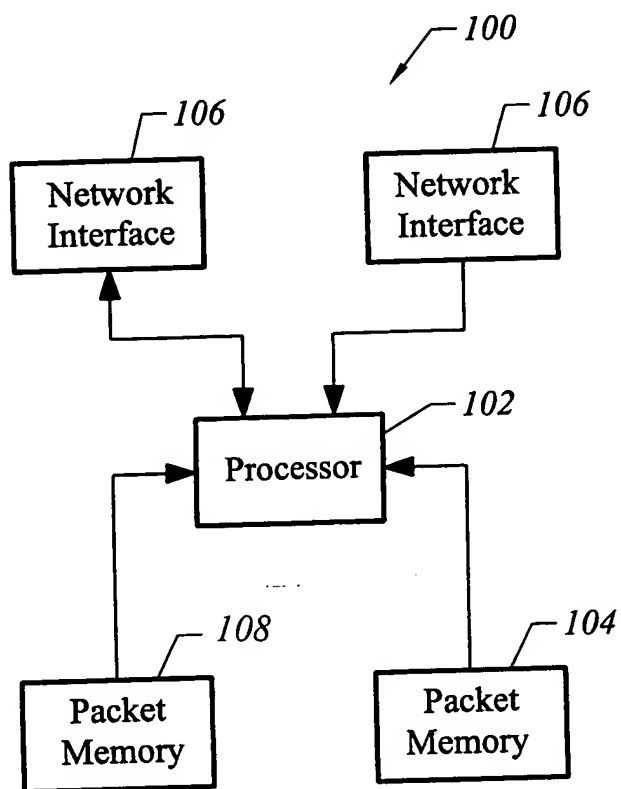 100
106
106
Network
Interface
Network
Interface
102
Processor
108
104
Packet
Memory
Packet
Memory